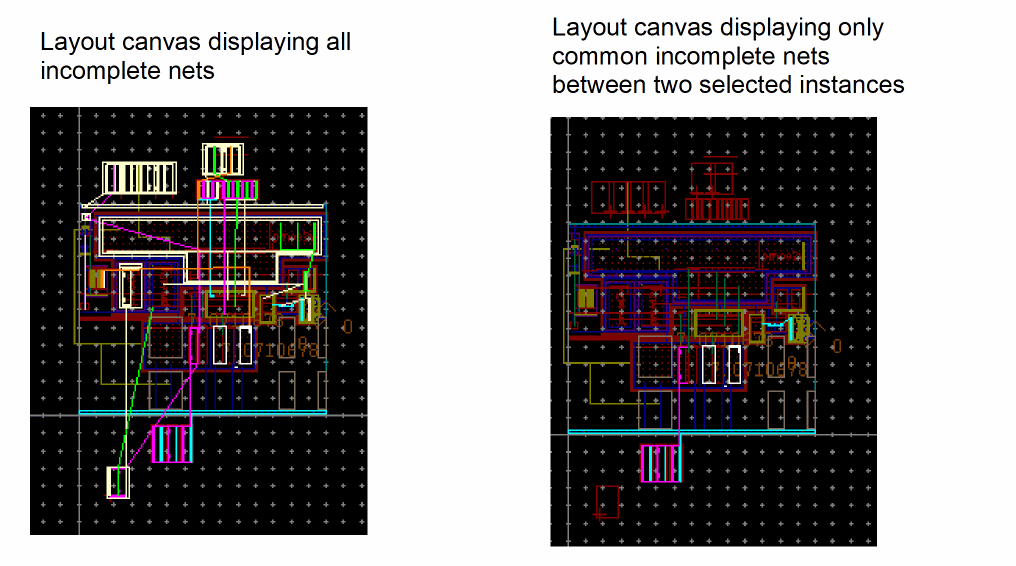 Layout canvas displaying all
incomplete nets
Layout canvas displaying only
common incomplete nets
between two selected instances